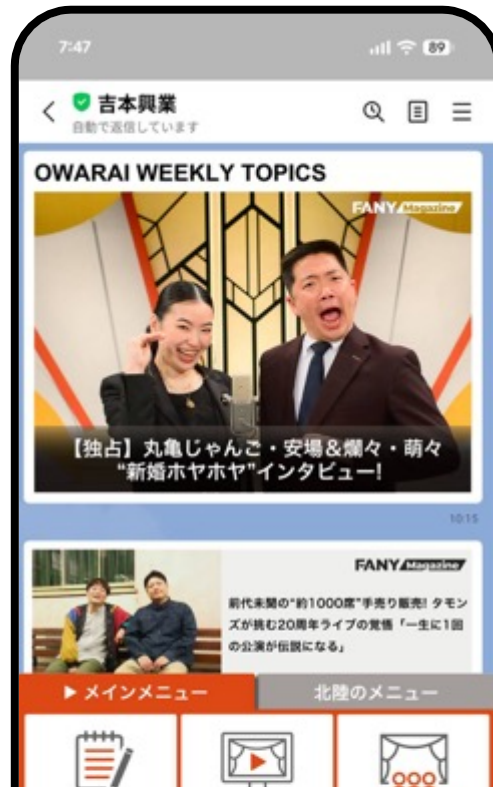 7:47
89
吉本興業
自動で返信しています
OWARAI WEEKLY TOPICS
FANY Magazine
【独占】丸亀じゃんご・安場&爛々・萌々
“新婚ホヤホヤ”インタビュー!
10:15
FANY Magazine
前代未聞の“約1000席”手売り販売! タモン
ズが挑む20周年ライブの覚悟「一生に1回
の公演が伝説になる」
▶ メインメニュー
北陸のメニュー